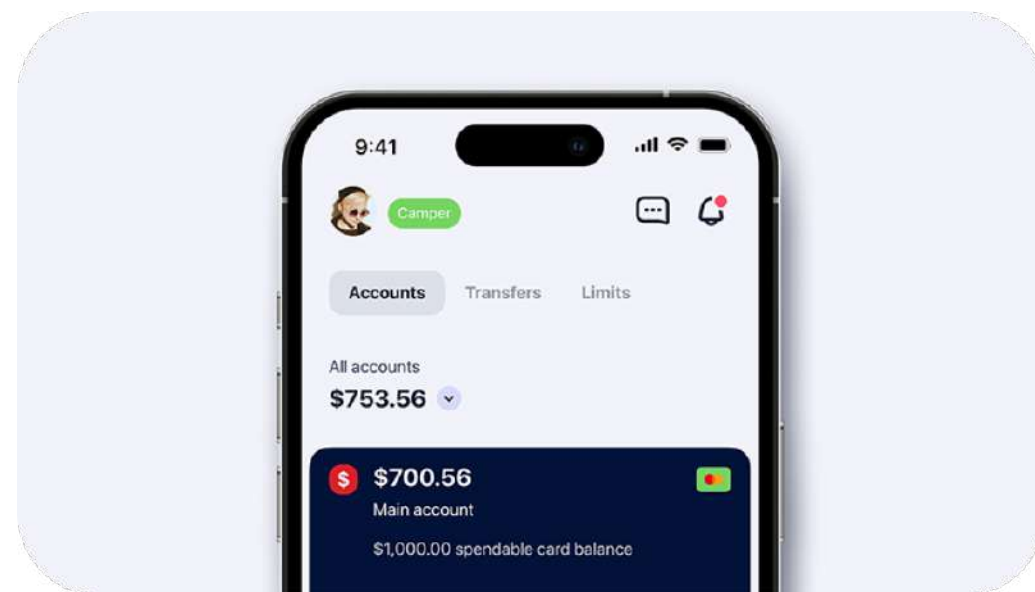 9:41
Camper
Accounts Transfers Limits
All accounts
$753.56
$ $700.56
Main account
$1,000.00 spendable card balance